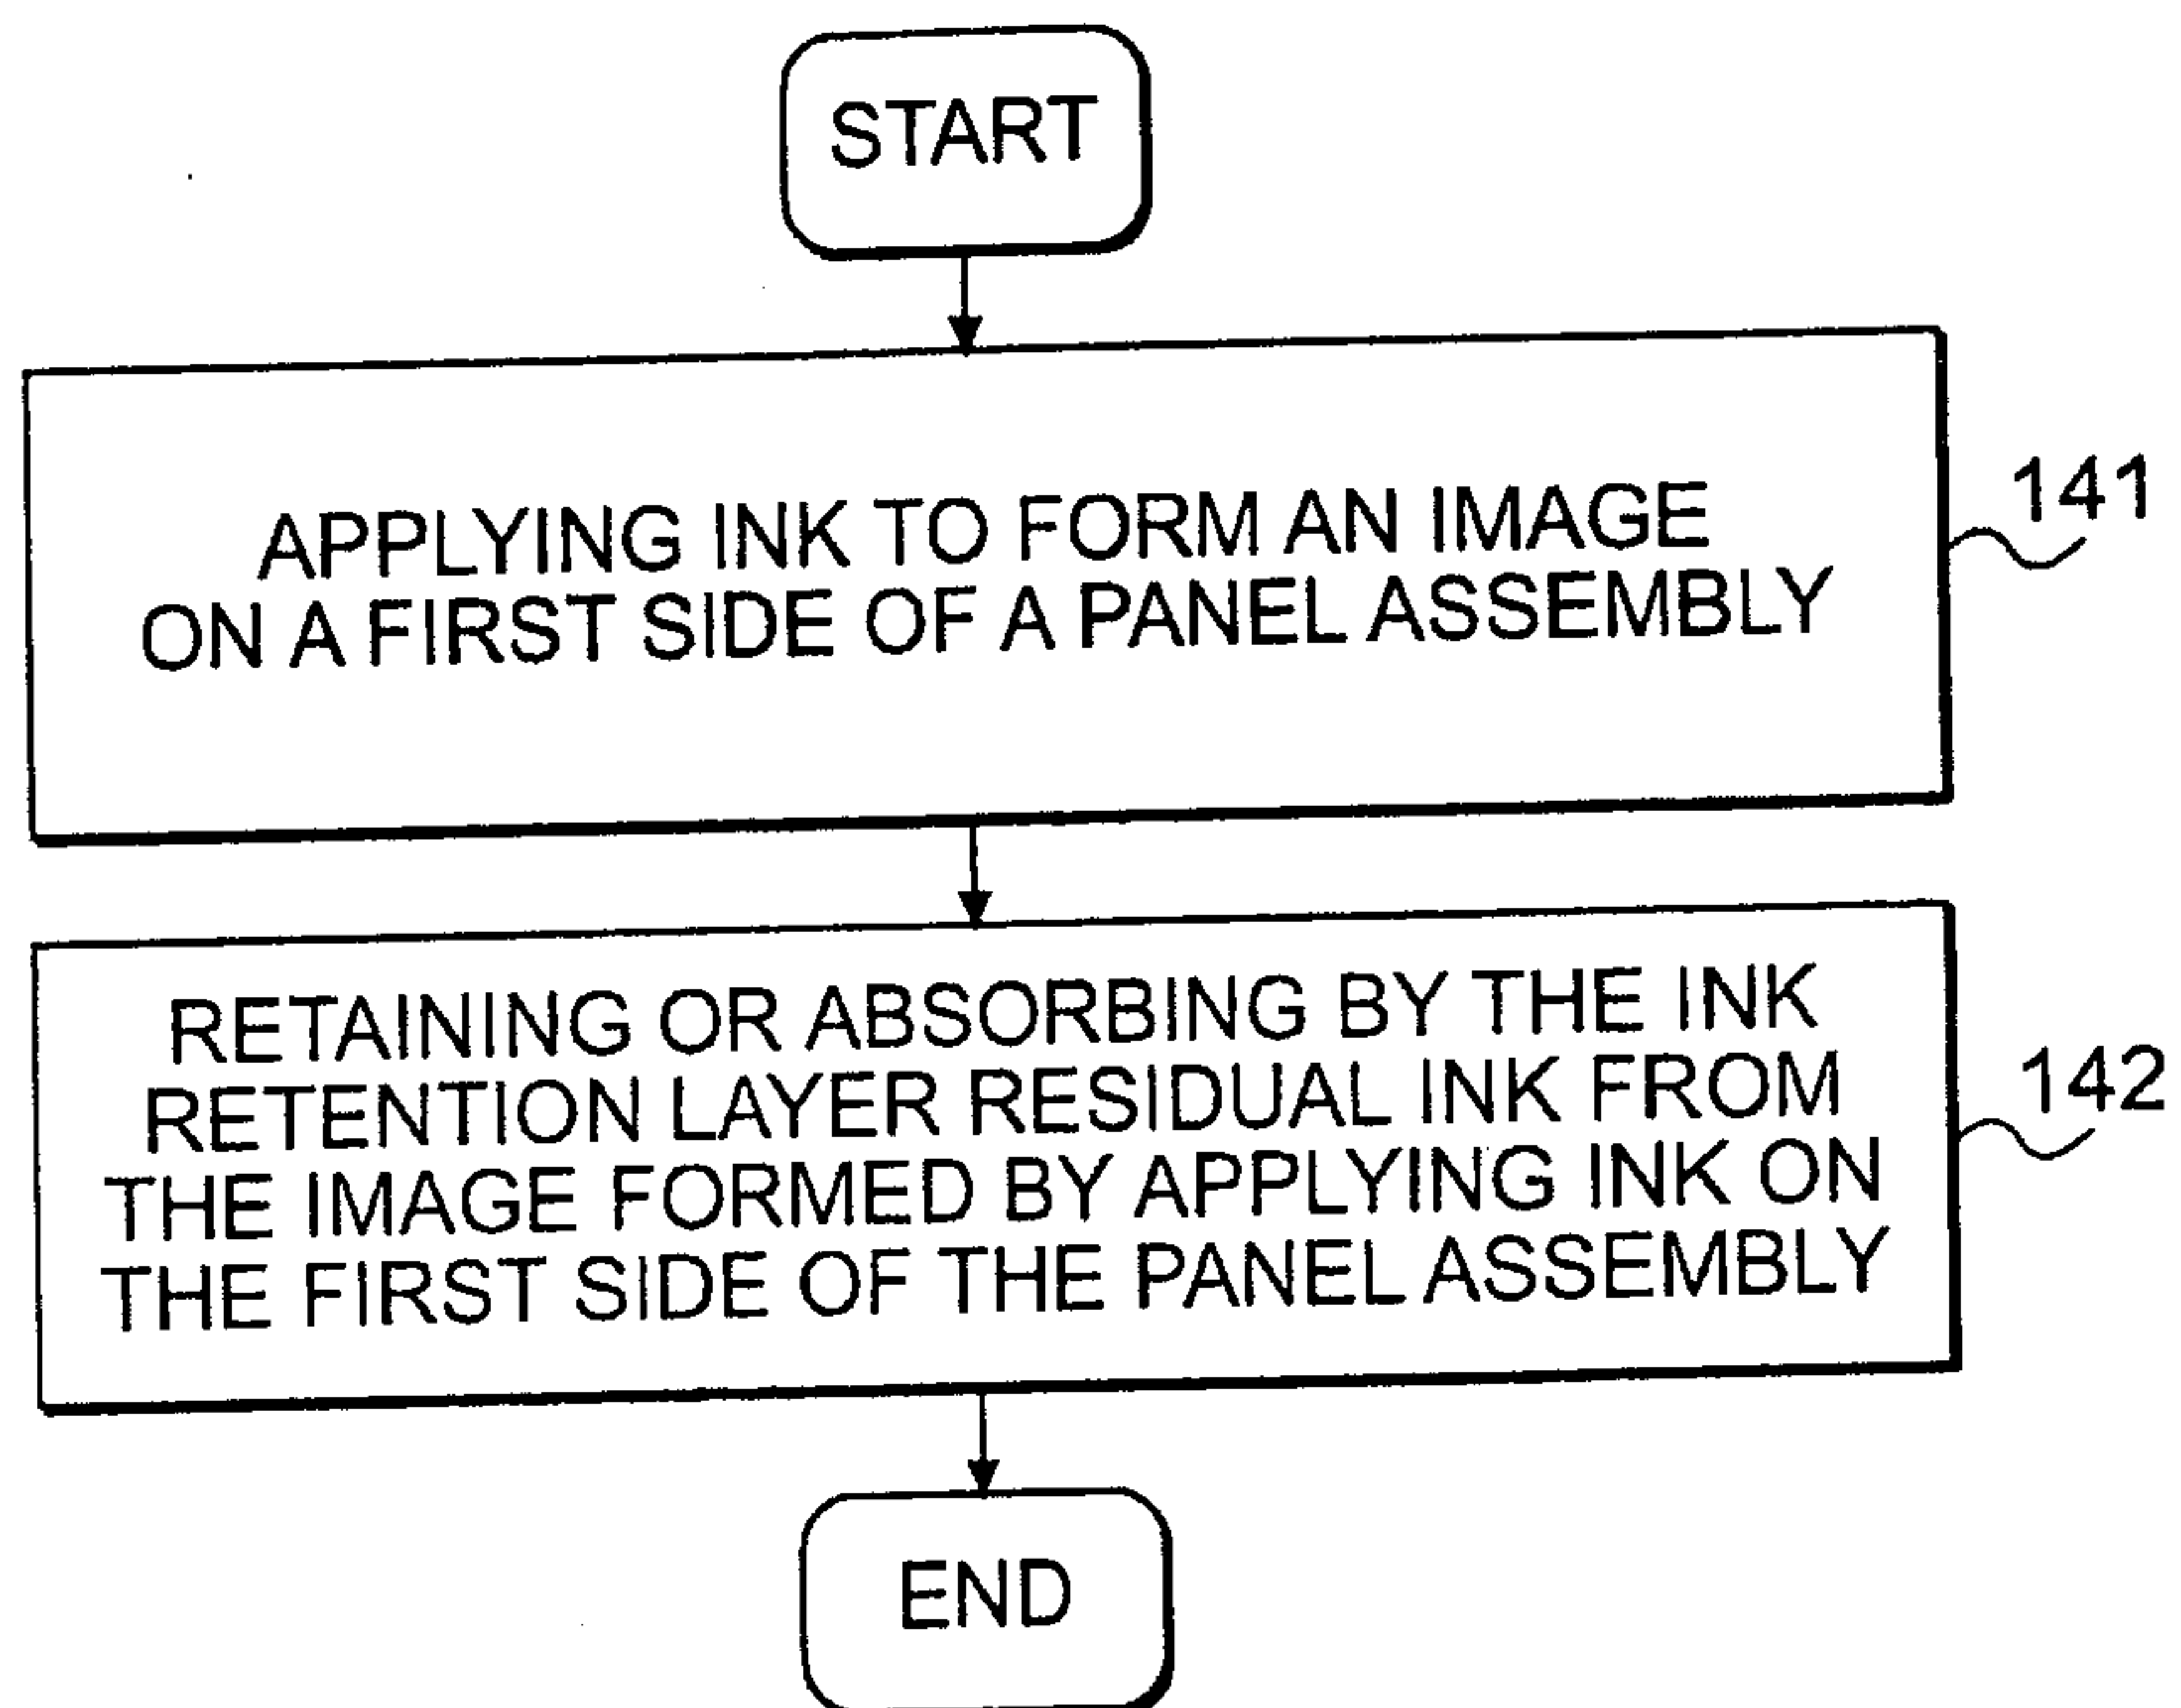 START
APPLYING INK TO FORM AN IMAGE
ON A FIRST SIDE OF A PANEL ASSEMBLY
141
RETAINING OR ABSORBING BY THE INK
RETENTION LAYER RESIDUAL INK FROM
THE IMAGE FORMED BY APPLYING INK ON
THE FIRST SIDE OF THE PANEL ASSEMBLY
142
END